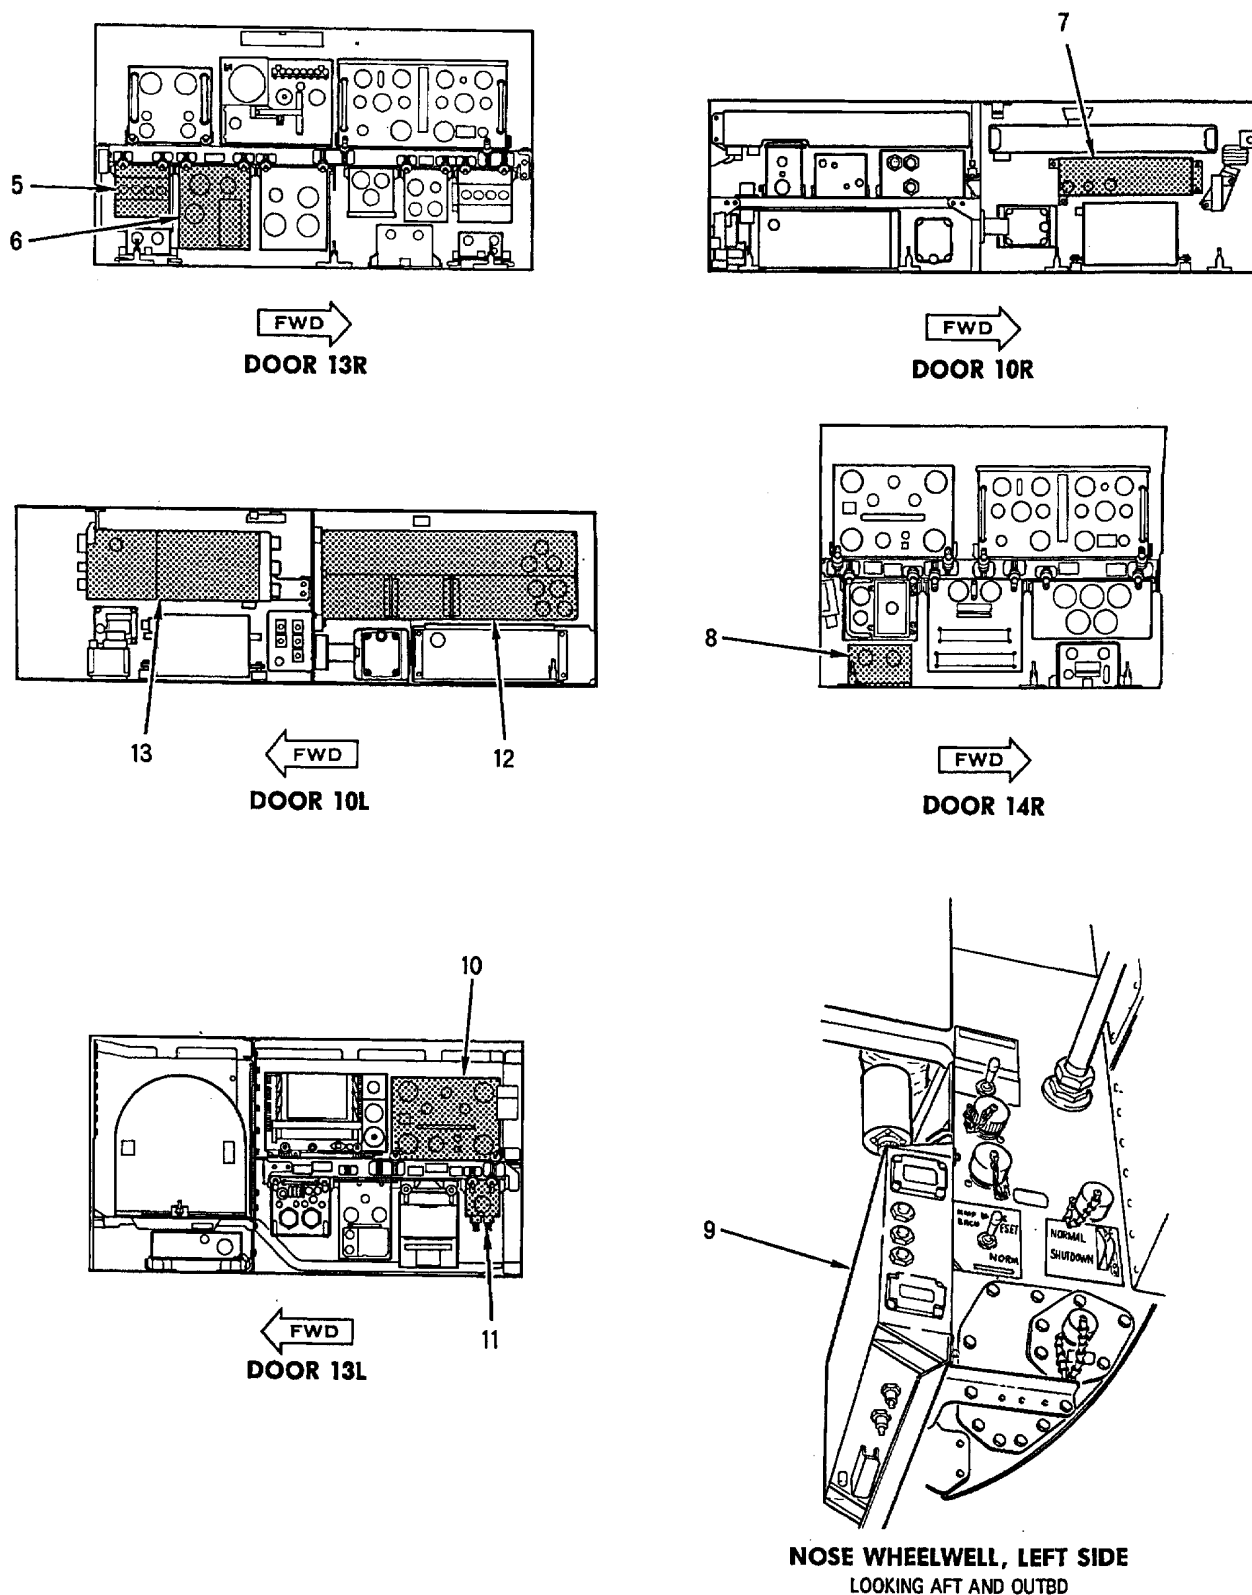 7
5
6
FWD
DOOR 13R
FWD
DOOR 10R
8
13
12
FWD
DOOR 10L
FWD
DOOR 14R
10
11
FWD
DOOR 13L
9
ESET
NORM
NORMAL
SHUTDOWN
NOSE WHEELWELL, LEFT SIDE
LOOKING AFT AND OUTBD